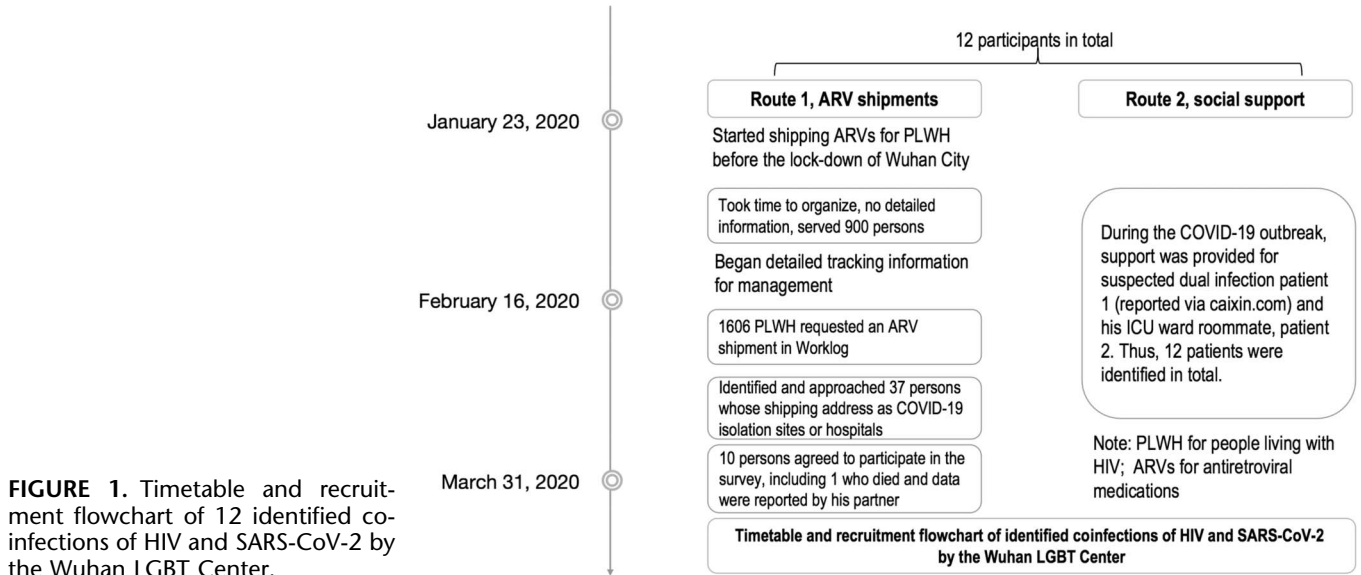 12 participants in total
January 23, 2020
February 16, 2020
March 31, 2020
Route 1, ARV shipments
Started shipping ARVs for PLWH
before the lock-down of Wuhan City
Took time to organize, no detailed
information, served 900 persons
Began detailed tracking information
for management
1606 PLWH requested an ARV
shipment in Worklog
Identified and approached 37 persons
whose shipping address as COVID-19
isolation sites or hospitals
10 persons agreed to participate in the
survey, including 1 who died and data
were reported by his partner
Route 2, social support
During the COVID-19 outbreak,
support was provided for
suspected dual infection patient
1 (reported via caixin.com) and
his ICU ward roommate, patient
2. Thus, 12 patients were
identified in total.
Note: PLWH for people living with
HIV; ARVs for antiretroviral
medications
Timetable and recruitment flowchart of identified coinfections of HIV and SARS-CoV-2
by the Wuhan LGBT Center
FIGURE 1. Timetable and recruit-
ment flowchart of 12 identified co-
infections of HIV and SARS-CoV-2 by
the Wuhan LGBT Center.